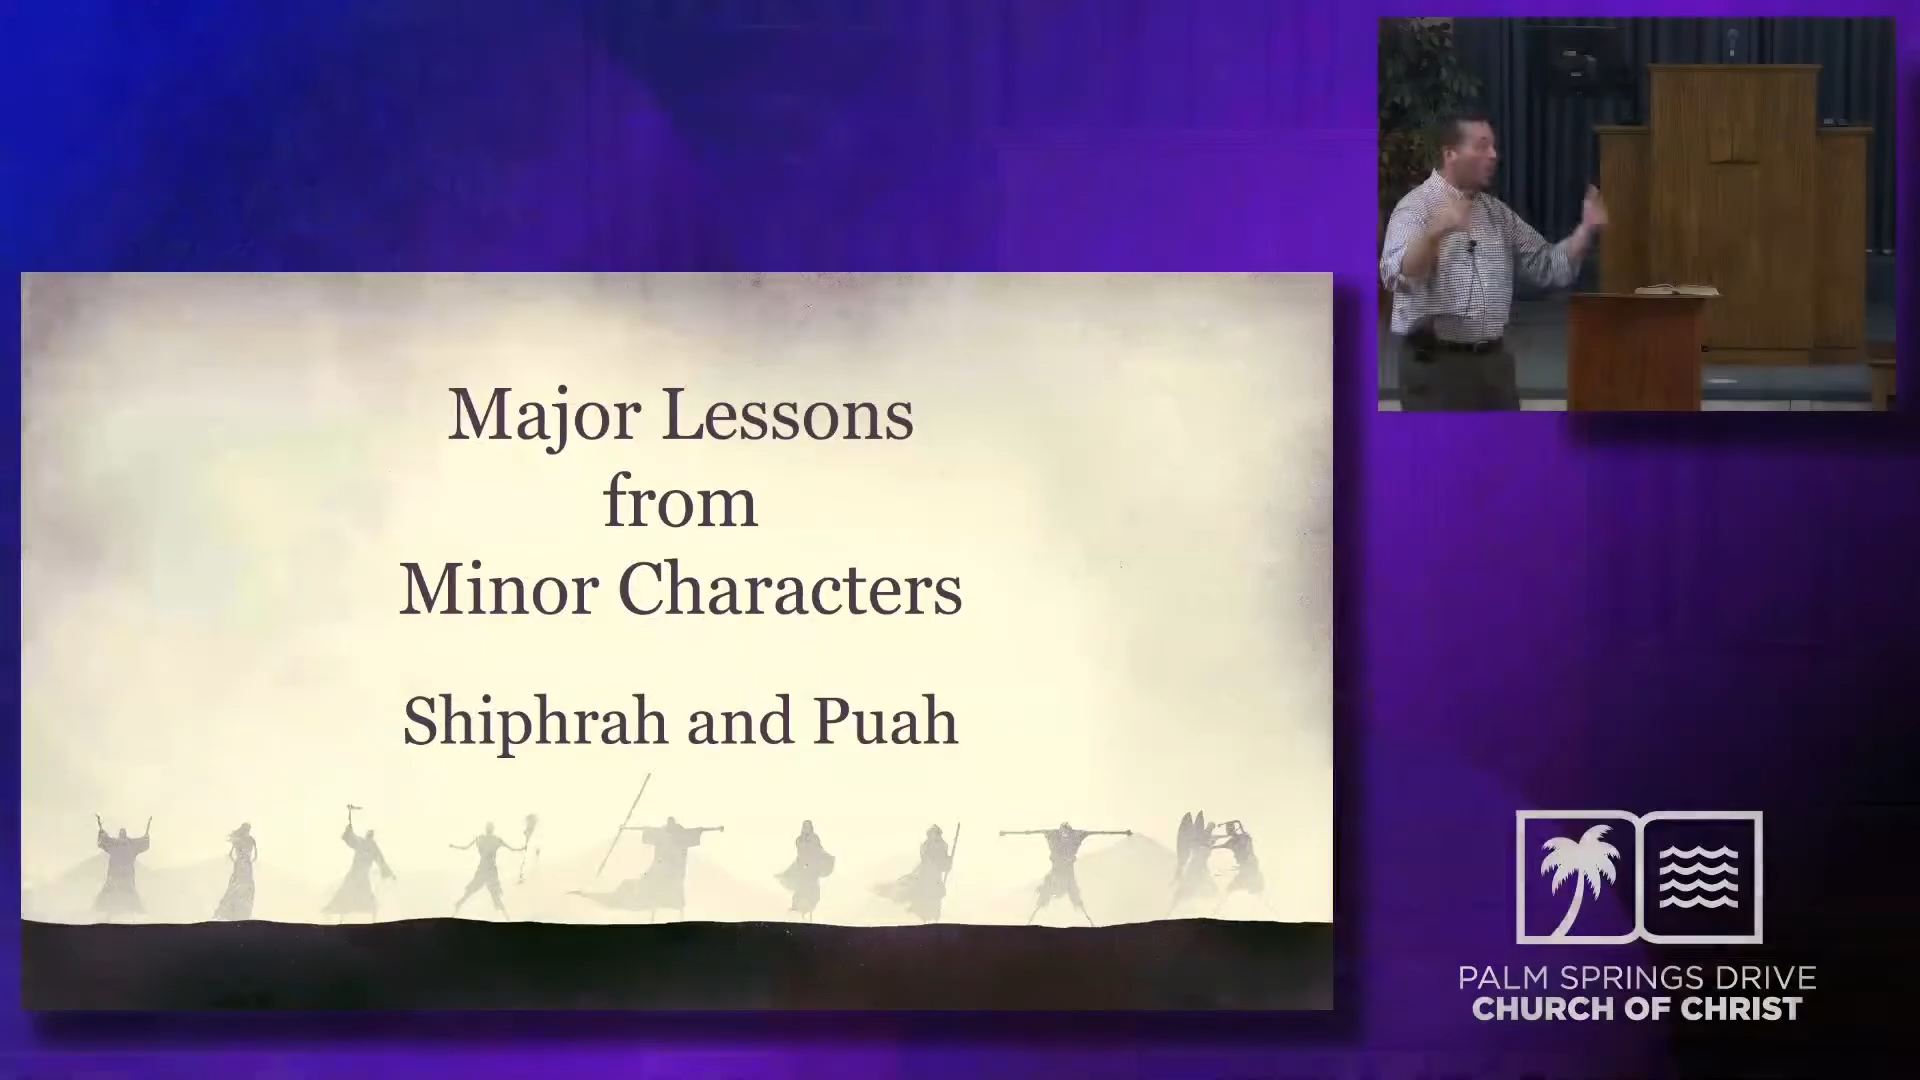 Major Lessons
from
Minor Characters
Shiphrah and Puah
PALM SPRINGS DRIVE
CHURCH OF CHRIST